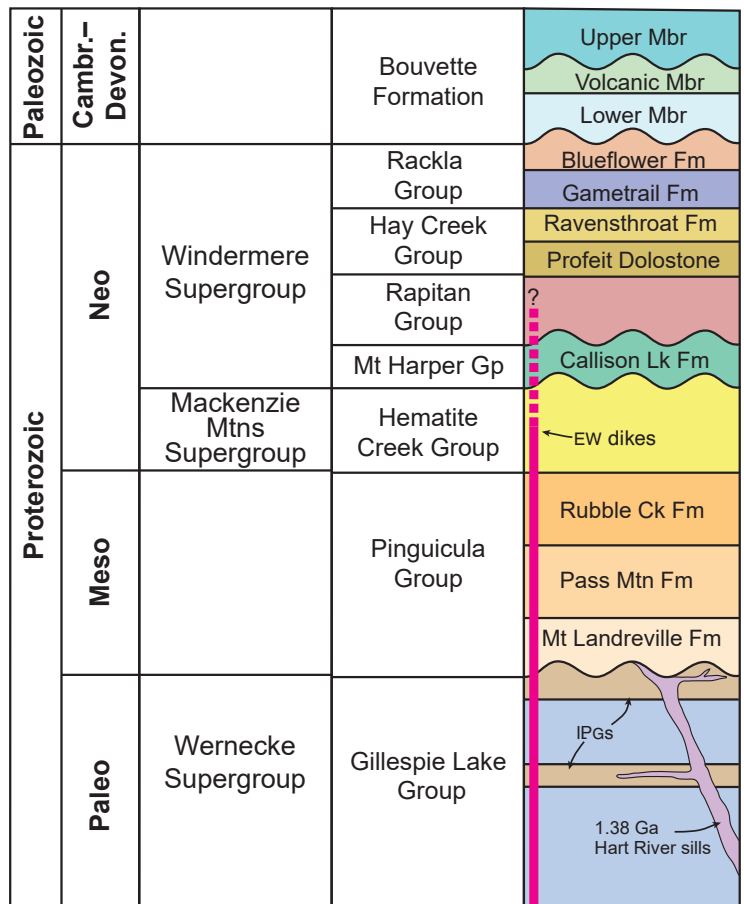 Paleozoic
Cambr.–
Devon.
Bouvette
Formation
Upper Mbr
Volcanic Mbr
Lower Mbr
Proterozoic
Neo
Windermere
Supergroup
Rackla
Group
Blueflower Fm
Gametrail Fm
Hay Creek
Group
Ravensthroat Fm
Profeit Dolostone
Rapitan
Group
?
Mt Harper Gp
Callison Lk Fm
Mackenzie
Mtns
Supergroup
Hematite
Creek Group
EW dikes
Meso
Pinguicula
Group
Rubble Ck Fm
Pass Mtn Fm
Mt Landreville Fm
Paleo
Wernecke
Supergroup
Gillespie Lake
Group
IPGs
1.38 Ga
Hart River sills